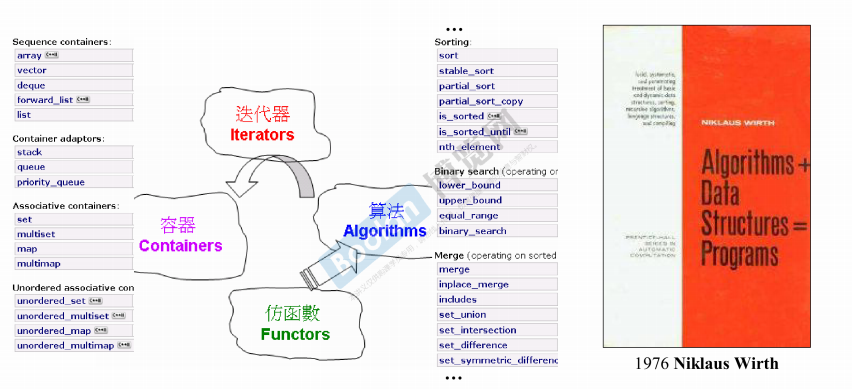 Sequence containers:
array C++11
vector
deque
forward_list C++11
list
Container adaptors:
stack
queue
priority_queue
Associative containers:
set
multiset
map
multimap
Unordered associative con
unordered_set C++11
unordered_multiset C++11
unordered_map C++11
unordered_multimap C++11
迭代器
Iterators
容器
Containers
算法
Algorithms
仿函數
Functors
Boolan
博览网
•••
Sorting:
sort
stable_sort
partial_sort
partial_sort_copy
is_sorted C++11
is_sorted_until C++11
nth_element
Binary search (operating on
lower_bound
upper_bound
equal_range
binary_search
Merge (operating on sorted
merge
inplace_merge
includes
set_union
set_intersection
set_difference
set_symmetric_differenc
•••
lucid, systematic,
and penetrating
treatment of basic
and dynamic data
structures, sorting,
recursive algorithms,
language structures,
and compiling
NIKLAUS WIRTH
Algorithms +
Data
Structures =
Programs
PRENTICE-HALL
SERIES IN
AUTOMATIC
COMPUTATION
1976 Niklaus Wirth